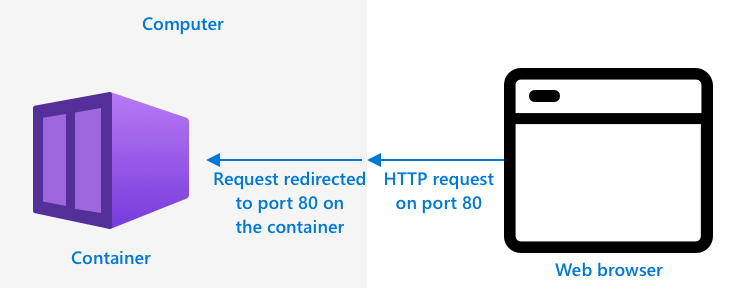 Computer
Request redirected
to port 80 on
the container
HTTP request
on port 80
Container
Web browser